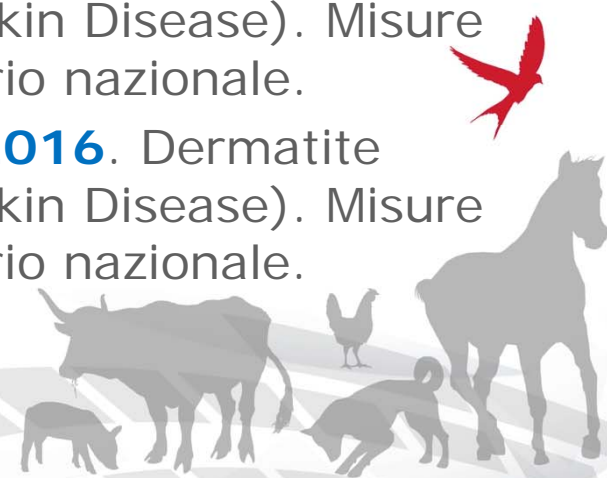 kin Disease). Misure
rio nazionale.
016. Dermatite
kin Disease). Misure
rio nazionale.